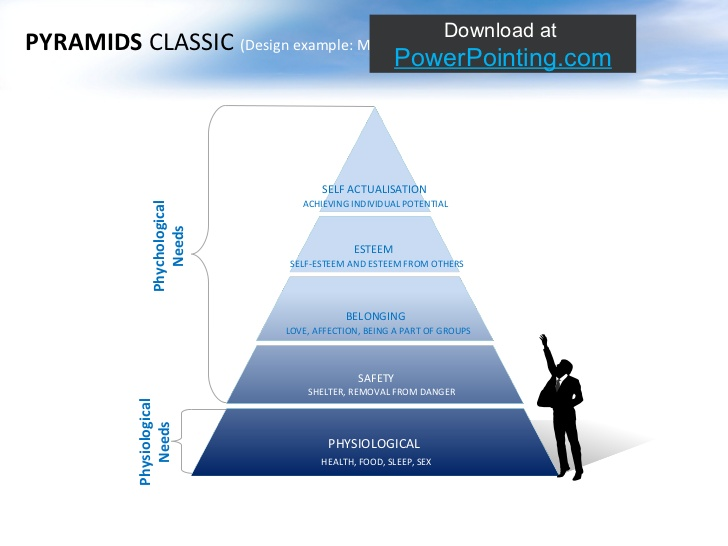 PYRAMIDS CLASSIC (Design example: M
Download at
PowerPointing.com
SELF ACTUALISATION
ACHIEVING INDIVIDUAL POTENTIAL
ESTEEM
SELF-ESTEEM AND ESTEEM FROM OTHERS
BELONGING
LOVE, AFFECTION, BEING A PART OF GROUPS
SAFETY
SHELTER, REMOVAL FROM DANGER
PHYSIOLOGICAL
HEALTH, FOOD, SLEEP, SEX
Phychological
Needs
Physiological
Needs